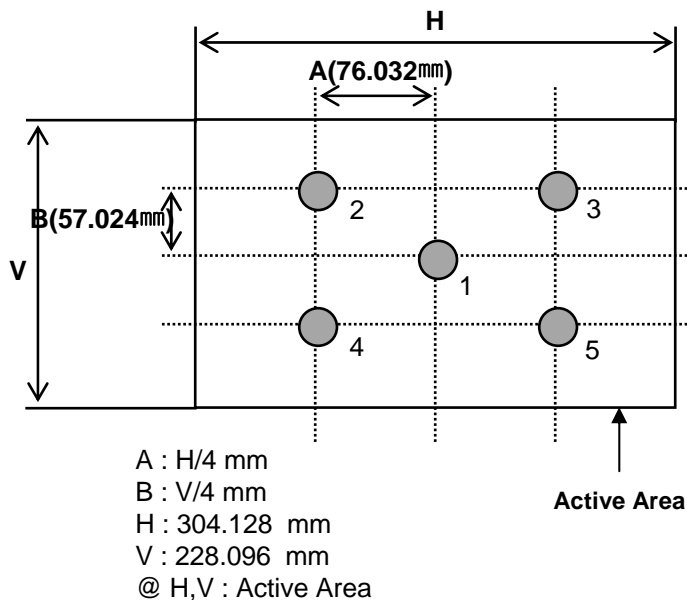 H
A(76.032㎜)
2
3
B(57.024㎜)
V
1
4
5
A : H/4 mm
B : V/4 mm
H : 304.128 mm
V : 228.096 mm
@ H,V : Active Area
Active Area